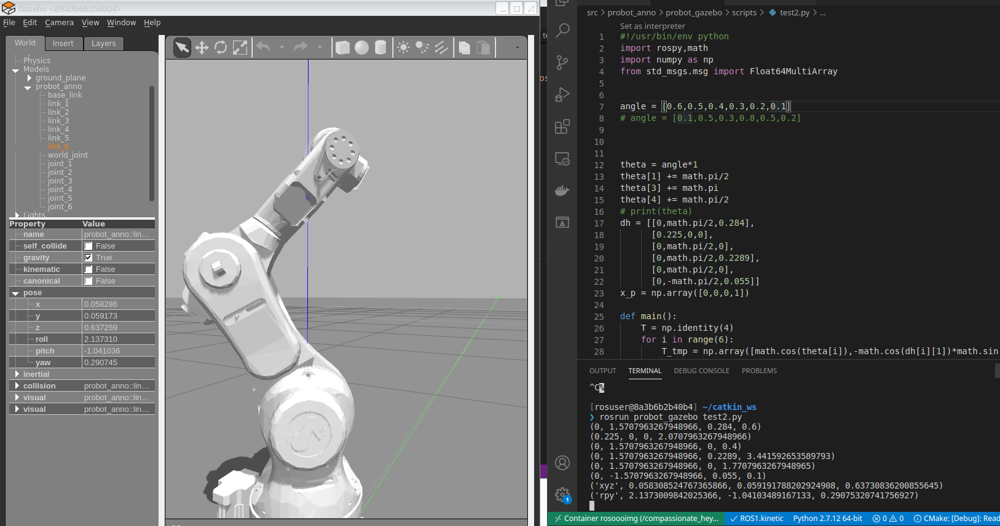 Gazebo <@8a3b6b2b40b4>
File Edit Camera View Window Help
World Insert Layers
Physics
Models
ground_plane
probot_anno
base_link
link_1
link_2
link_3
link_4
link_5
link_6
world_joint
joint_1
joint_2
joint_3
joint_4
joint_5
joint_6
Lights
Property Value
name probot_anno::lin...
self_collide False
gravity True
kinematic False
canonical False
pose
x 0.058286
y 0.059173
z 0.637259
roll 2.137310
pitch -1.041036
yaw 0.290745
inertial
collision probot_anno::lin...
visual probot_anno::lin...
visual probot_anno::lin...
src > probot_anno > probot_gazebo > scripts > test2.py > ...
Set as interpreter
1 #!/usr/bin/env python
2 import rospy,math
3 import numpy as np
4 from std_msgs.msg import Float64MultiArray
5
6
7 angle = [0.6,0.5,0.4,0.3,0.2,0.1]
8 # angle = [0.1,0.5,0.3,0.8,0.5,0.2]
9
10
11
12 theta = angle*1
13 theta[1] += math.pi/2
14 theta[3] += math.pi
15 theta[4] += math.pi/2
16 # print(theta)
17 dh = [[0,math.pi/2,0.284],
18 [0.225,0,0],
19 [0,math.pi/2,0],
20 [0,math.pi/2,0.2289],
21 [0,math.pi/2,0],
22 [0,-math.pi/2,0.055]]
23 x_p = np.array([0,0,0,1])
24
25 def main():
26 T = np.identity(4)
27 for i in range(6):
28 T_tmp = np.array([math.cos(theta[i]),-math.cos(dh[i][1])*math.sin
OUTPUT TERMINAL DEBUG CONSOLE PROBLEMS
^C%
[rosuser@8a3b6b2b40b4] ~/catkin_ws
❯ rosrun probot_gazebo test2.py
(0, 1.5707963267948966, 0.284, 0.6)
(0.225, 0, 0, 2.0707963267948966)
(0, 1.5707963267948966, 0, 0.4)
(0, 1.5707963267948966, 0.2289, 3.441592653589793)
(0, 1.5707963267948966, 0, 1.7707963267948965)
(0, -1.5707963267948966, 0.055, 0.1)
('xyz', 0.058308524767365866, 0.059191788202924908, 0.63730836200855645)
('rpy', 2.1373009842025366, -1.04103489167133, 0.29075320741756927)
1
Container rosoooimg (/compassionate_hey... ROS1.kinetic Python 2.7.12 64-bit 0 0 CMake: [Debug]: Read